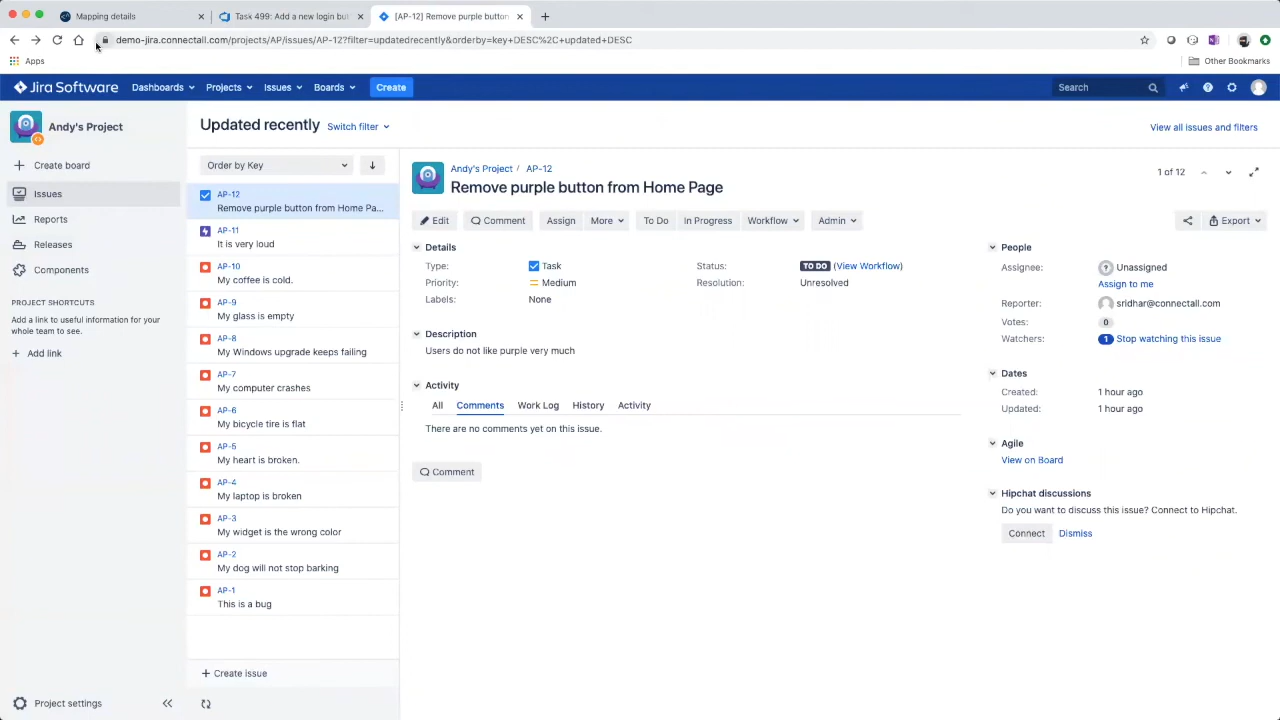 Mapping details
Task 499: Add a new login but
[AP-12] Remove purple button
demo-jira.connectall.com/projects/AP/issues/AP-12?filter=updatedrecently&orderby=key+DESC%2C+updated+DESC
Apps
Other Bookmarks
Jira Software
Dashboards
Projects
Issues
Boards
Create
Search
Andy's Project
Create board
Issues
Reports
Releases
Components
PROJECT SHORTCUTS
Add a link to useful information for your
whole team to see.
Add link
Project settings
Updated recently
Switch filter
View all issues and filters
Order by Key
AP-12
Remove purple button from Home Pa...
AP-11
It is very loud
AP-10
My coffee is cold.
AP-9
My glass is empty
AP-8
My Windows upgrade keeps failing
AP-7
My computer crashes
AP-6
My bicycle tire is flat
AP-5
My heart is broken.
AP-4
My laptop is broken
AP-3
My widget is the wrong color
AP-2
My dog will not stop barking
AP-1
This is a bug
Create issue
Andy's Project / AP-12
Remove purple button from Home Page
1 of 12
Edit
Comment
Assign
More
To Do
In Progress
Workflow
Admin
Export
Details
Type: Task
Status: TO DO (View Workflow)
Priority: Medium
Resolution: Unresolved
Labels: None
Description
Users do not like purple very much
Activity
All Comments Work Log History Activity
There are no comments yet on this issue.
Comment
People
Assignee: Unassigned
Assign to me
Reporter: sridhar@connectall.com
Votes: 0
Watchers: 1 Stop watching this issue
Dates
Created: 1 hour ago
Updated: 1 hour ago
Agile
View on Board
Hipchat discussions
Do you want to discuss this issue? Connect to Hipchat.
Connect
Dismiss